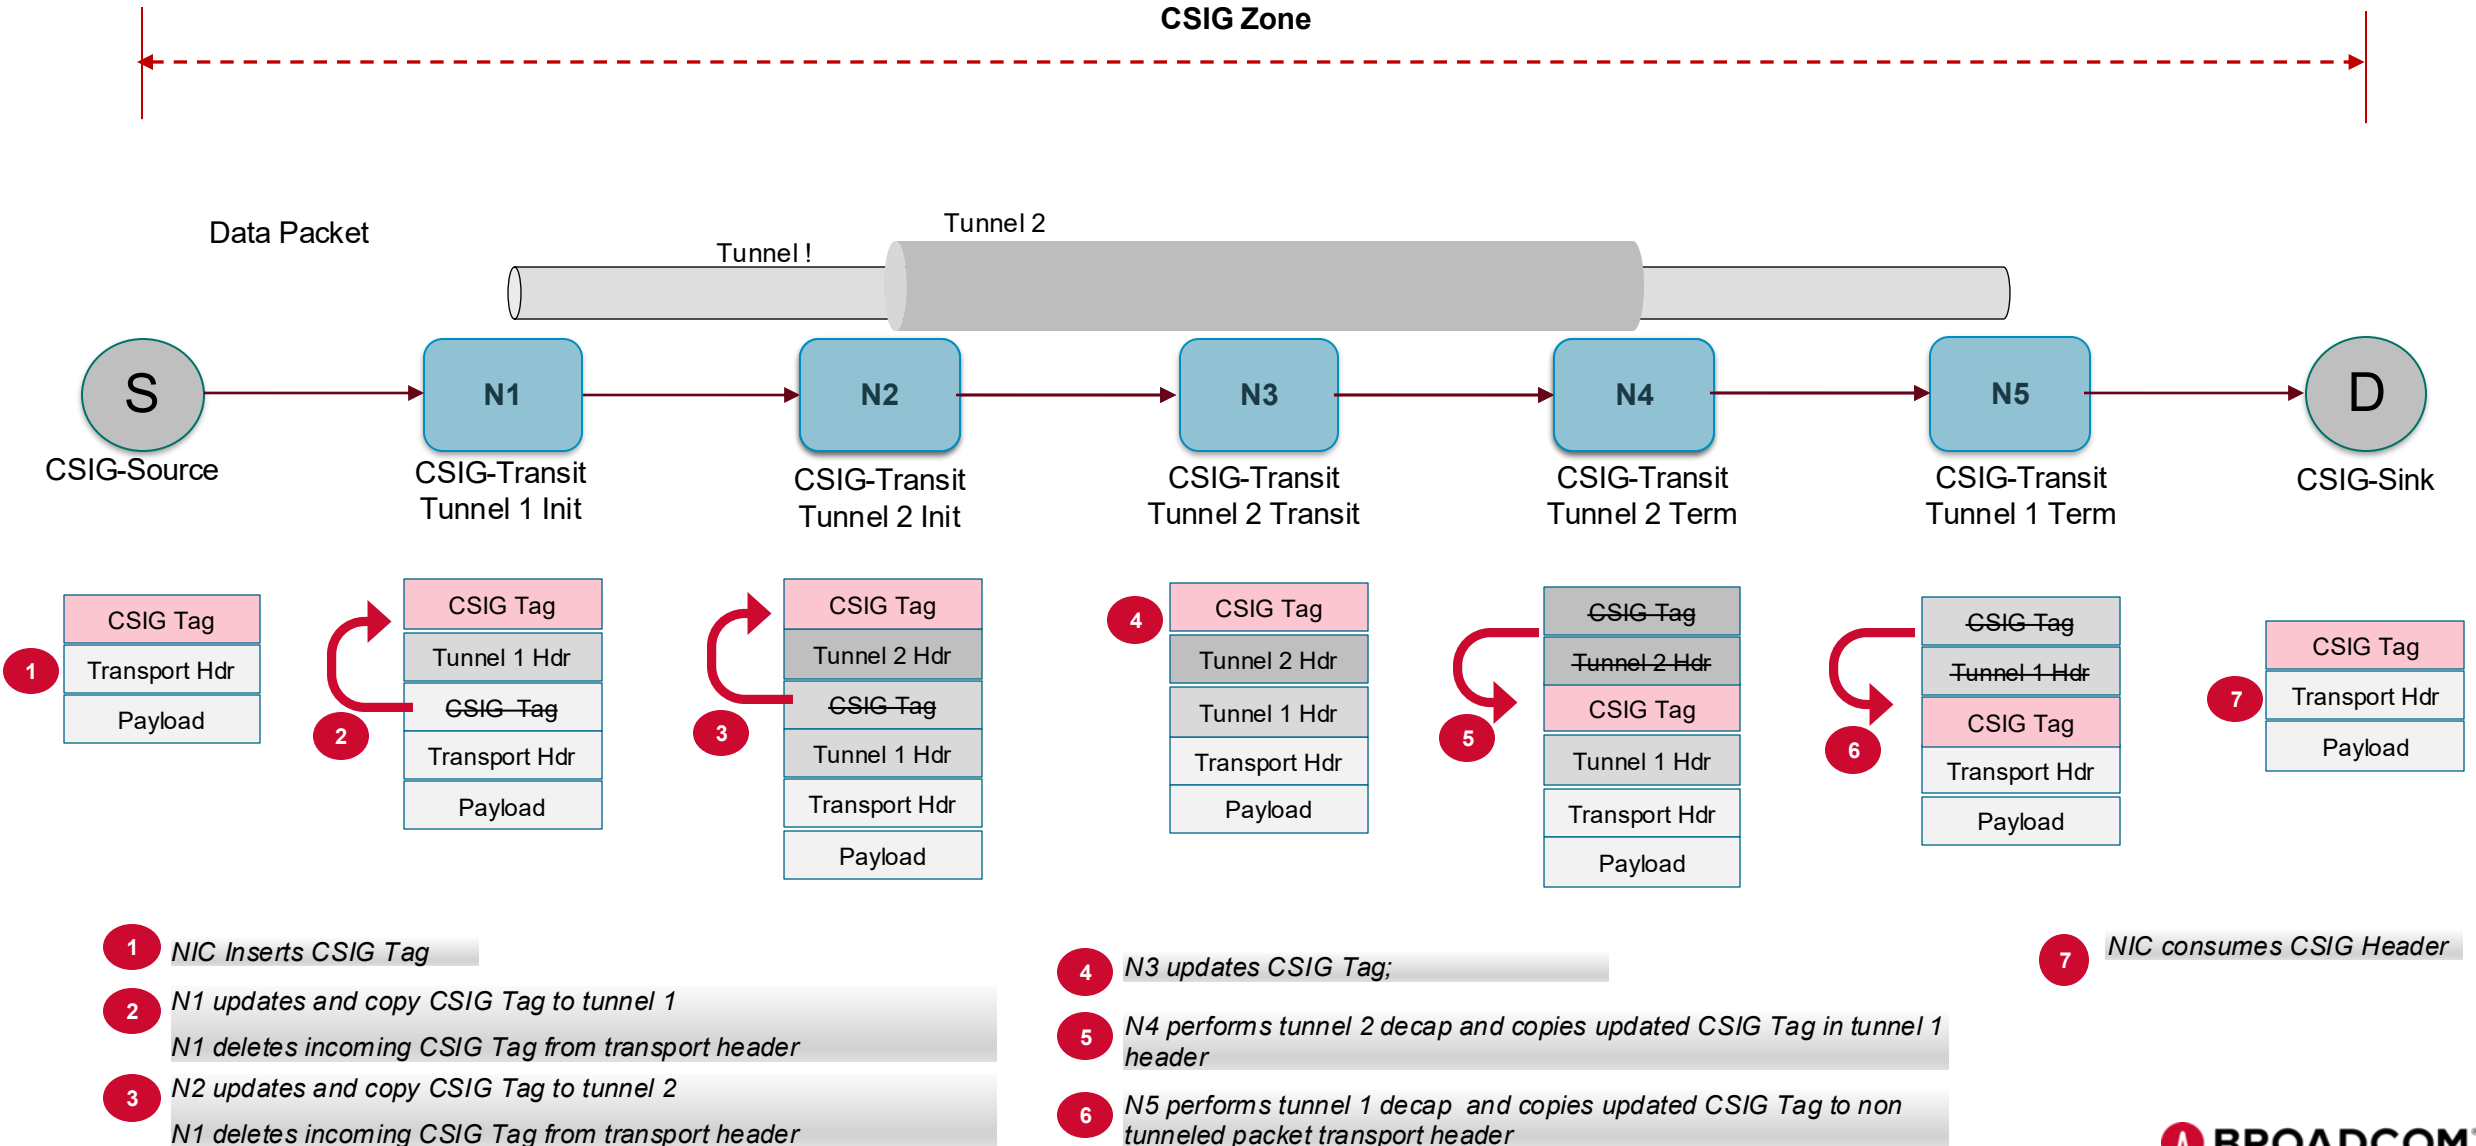 CSIG Zone
Data Packet
Tunnel !
Tunnel 2
S
N1
N2
N3
N4
N5
D
CSIG-Source
CSIG-Transit
Tunnel 1 Init
CSIG-Transit
Tunnel 2 Init
CSIG-Transit
Tunnel 2 Transit
CSIG-Transit
Tunnel 2 Term
CSIG-Transit
Tunnel 1 Term
CSIG-Sink
1
CSIG Tag
Transport Hdr
Payload
2
CSIG Tag
Tunnel 1 Hdr
CSIG Tag
Transport Hdr
Payload
3
CSIG Tag
Tunnel 2 Hdr
CSIG Tag
Tunnel 1 Hdr
Transport Hdr
Payload
4
CSIG Tag
Tunnel 2 Hdr
Tunnel 1 Hdr
Transport Hdr
Payload
5
CSIG Tag
Tunnel 2 Hdr
CSIG Tag
Tunnel 1 Hdr
Transport Hdr
Payload
6
CSIG Tag
Tunnel 1 Hdr
CSIG Tag
Transport Hdr
Payload
7
CSIG Tag
Transport Hdr
Payload
1 NIC Inserts CSIG Tag
2 N1 updates and copy CSIG Tag to tunnel 1
N1 deletes incoming CSIG Tag from transport header
3 N2 updates and copy CSIG Tag to tunnel 2
N1 deletes incoming CSIG Tag from transport header
4 N3 updates CSIG Tag;
5 N4 performs tunnel 2 decap and copies updated CSIG Tag in tunnel 1
header
6 N5 performs tunnel 1 decap and copies updated CSIG Tag to non
tunneled packet transport header
7 NIC consumes CSIG Header
BROADCOM